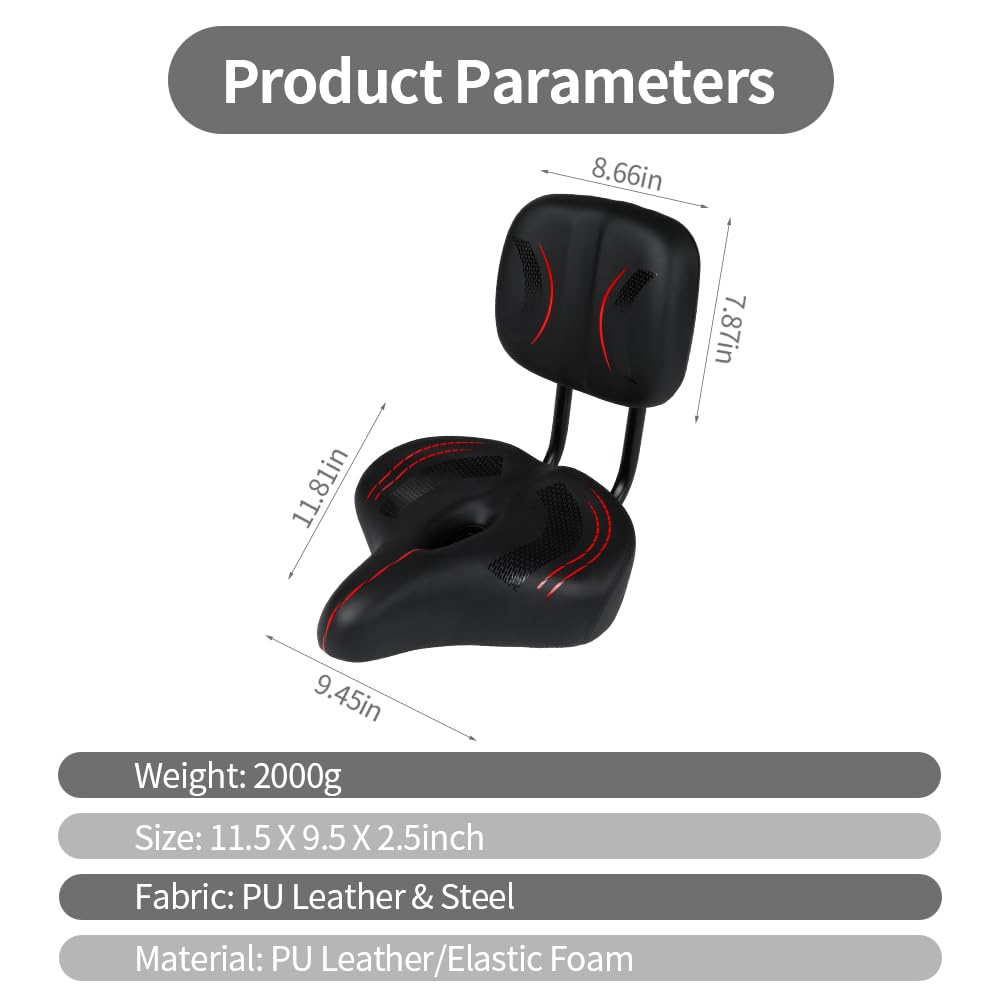 Product Parameters
8.66in
7.87in
11.81in
9.45in
Weight: 2000g
Size: 11.5 X 9.5 X 2.5inch
Fabric: PU Leather & Steel
Material: PU Leather/Elastic Foam